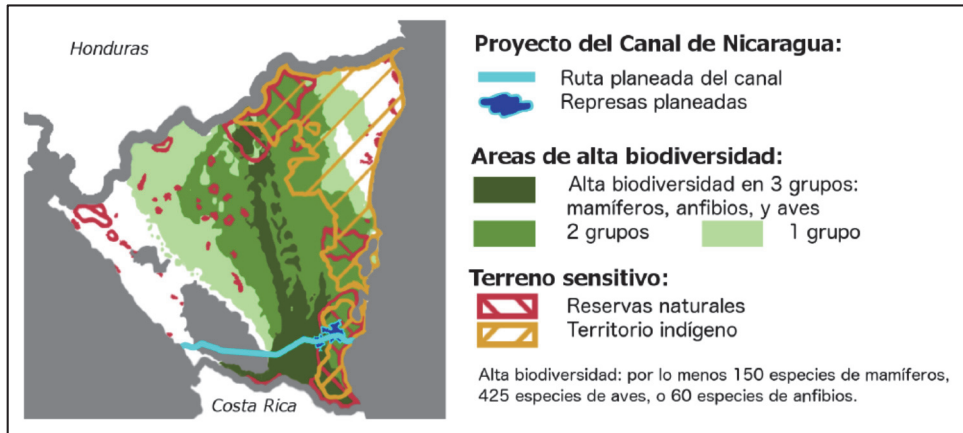 Honduras
Costa Rica
Proyecto del Canal de Nicaragua:
Ruta planeada del canal
Represas planeadas
Areas de alta biodiversidad:
Alta biodiversidad en 3 grupos:
mamíferos, anfibios, y aves
2 grupos
1 grupo
Terreno sensitivo:
Reservas naturales
Territorio indígeno
Alta biodiversidad: por lo menos 150 especies de mamíferos,
425 especies de aves, o 60 especies de anfibios.